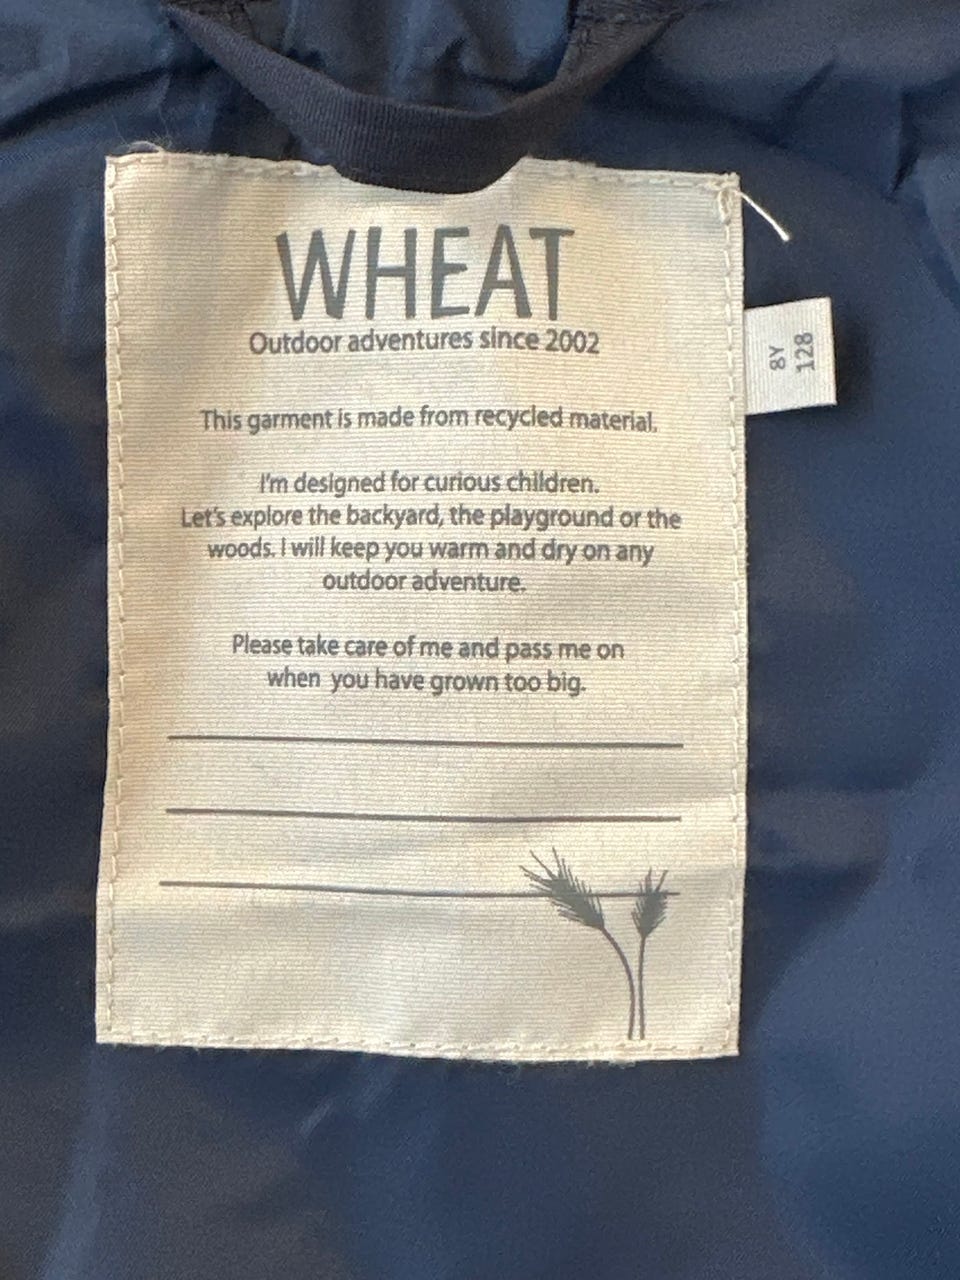 WHEAT
Outdoor adventures since 2002
This garment is made from recycled material.
I'm designed for curious children.
Let's explore the backyard, the playground or the
woods. I will keep you warm and dry on any
outdoor adventure.
Please take care of me and pass me on
when you have grown too big.
8Y
128